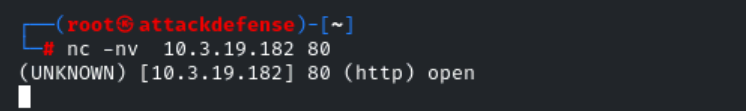 ┌──(root㉿attackdefense)-[~]
└─# nc -nv  10.3.19.182 80
(UNKNOWN) [10.3.19.182] 80 (http) open